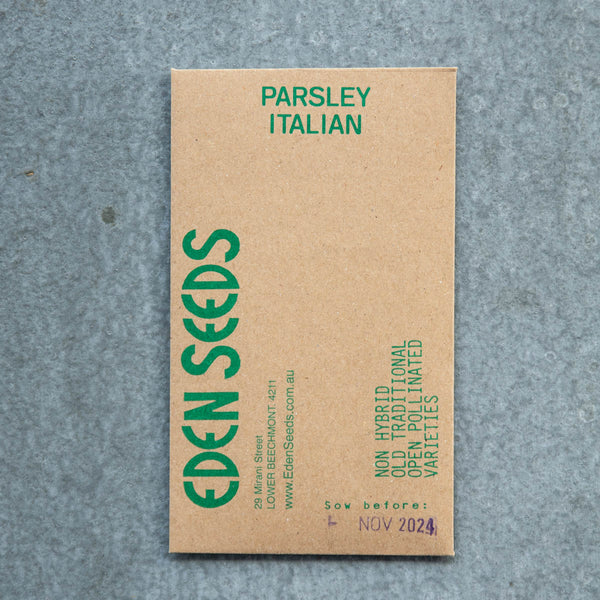 PARSLEY
ITALIAN
EDEN SEEDS
29 Mirani Street
LOWER BEECHMONT. 4211
www.EdenSeeds.com.au
NON HYBRID
OLD TRADITIONAL
OPEN POLLINATED
VARIETIES
Sow before:
NOV 2024